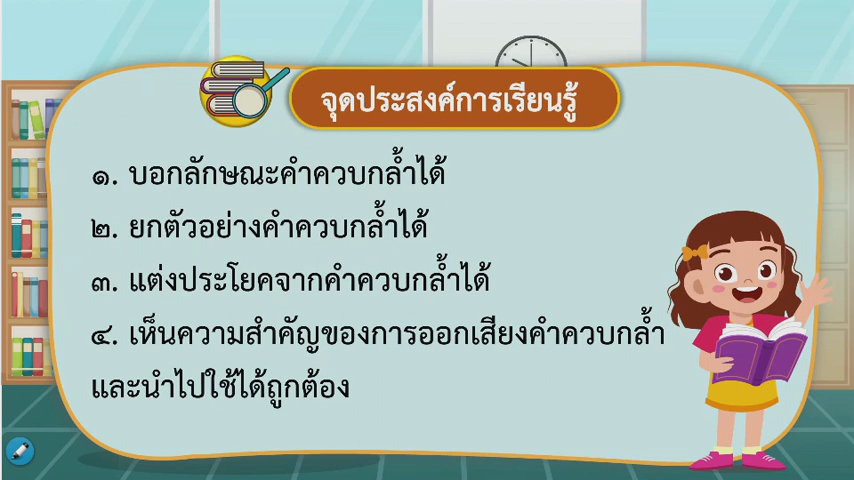 จุดประสงค์การเรียนรู้
๑. บอกลักษณะคำควบกล้ำได้
๒. ยกตัวอย่างคำควบกล้ำได้
๓. แต่งประโยคจากคำควบกล้ำได้
๔. เห็นความสำคัญของการออกเสียงคำควบกล้ำ
และนำไปใช้ได้ถูกต้อง